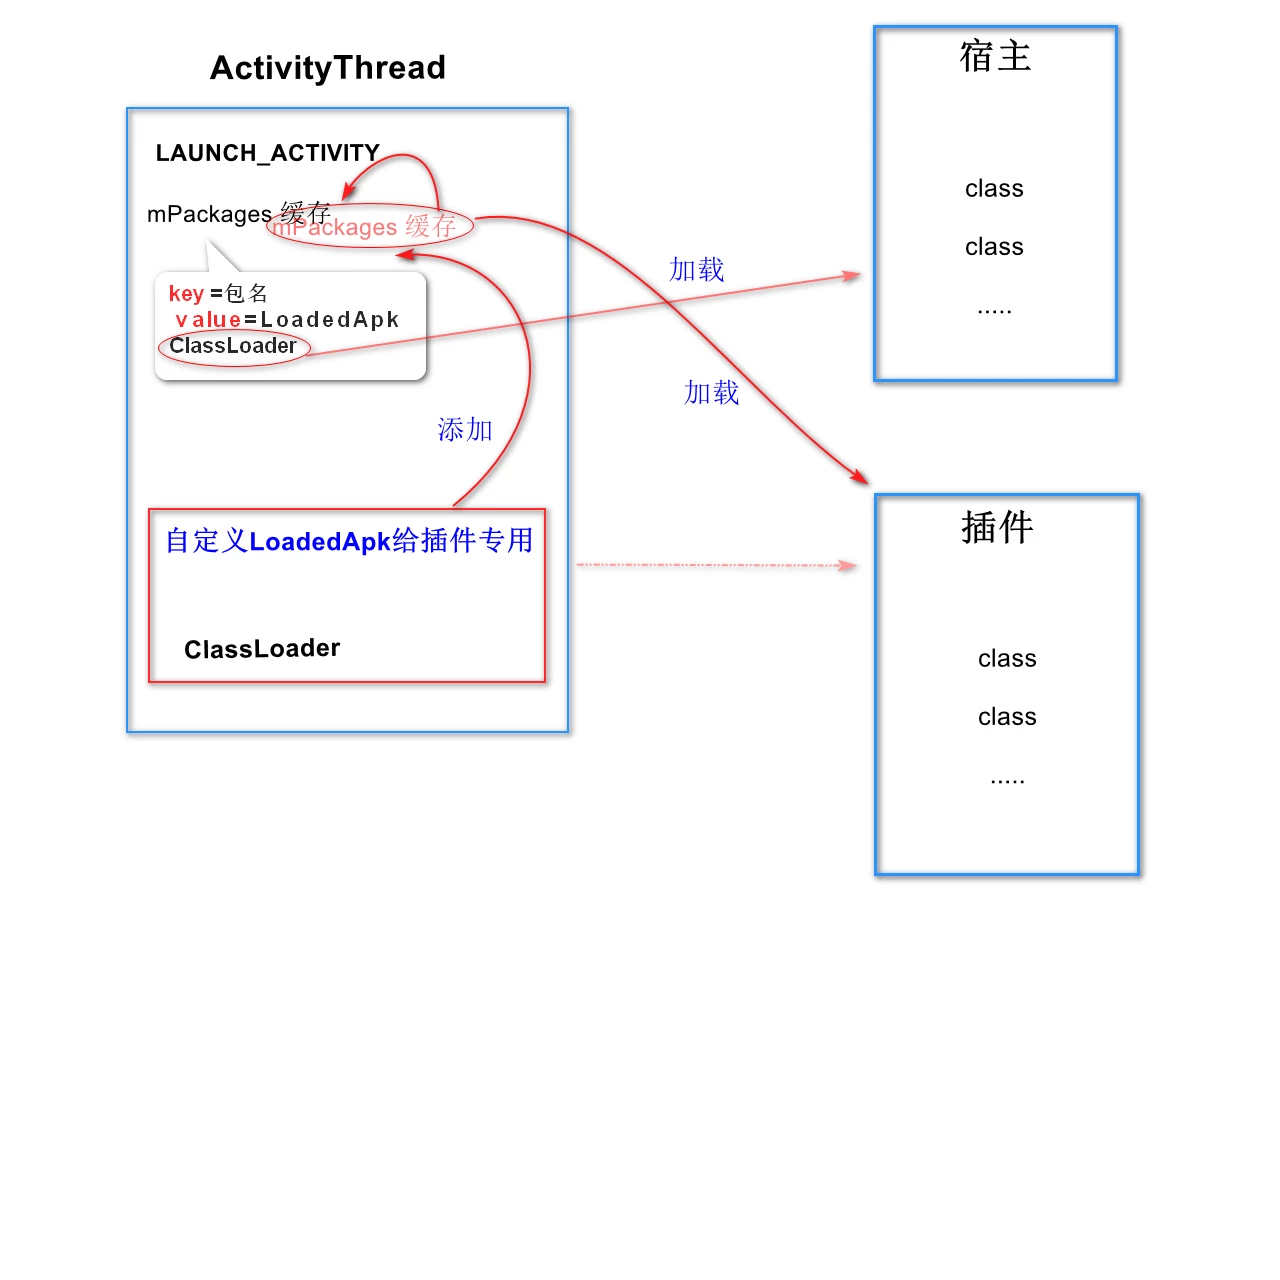 ActivityThread
LAUNCH_ACTIVITY
mPackages 缓存
mPackages 缓存
key =包名
value=LoadedApk
ClassLoader
添加
自定义LoadedApk给插件专用
ClassLoader
加载
加载
宿主
class
class
.....
插件
class
class
.....